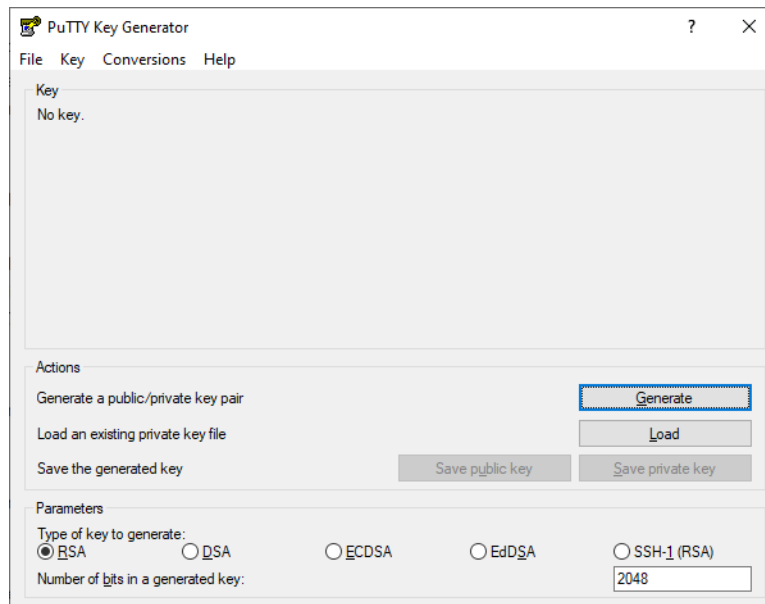 PuTTY Key Generator ?
File Key Conversions Help
Key
No key.
Actions
Generate a public/private key pair Generate
Load an existing private key file Load
Save the generated key Save public key Save private key
Parameters
Type of key to generate:
RSA DSA ECDSA EdDSA SSH-1 (RSA)
Number of bits in a generated key: 2048